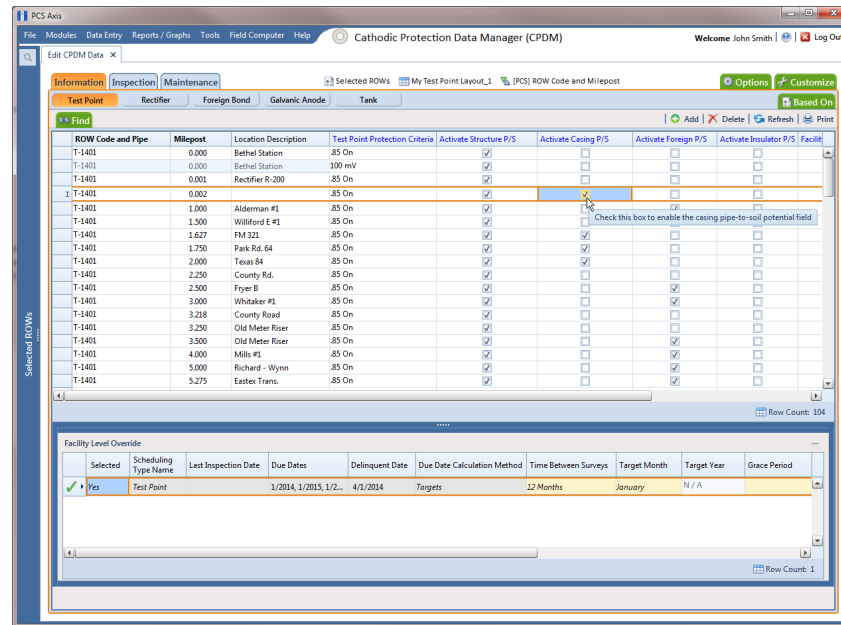 PCS Axis
File Modules Data Entry Reports / Graphs Tools Field Computer Help Cathodic Protection Data Manager (CPDM) Welcome John Smith Log Out
Edit CPDM Data
Information Inspection Maintenance Selected ROWs My Test Point Layout_1 [PCS] ROW Code and Milepost Options Customize
Test Point Rectifier Foreign Bond Galvanic Anode Tank Based On
Find Add Delete Refresh Print
ROW Code and Pipe Milepost Location Description Test Point Protection Criteria Activate Structure P/S Activate Casing P/S Activate Foreign P/S Activate Insulator P/S Facilit
T-1401 0.000 Bethel Station .85 On
T-1401 0.000 Bethel Station 100 mV
T-1401 0.001 Rectifier R-200 .85 On
T-1401 0.002 .85 On
T-1401 1.000 Alderman #1 .85 On
T-1401 1.500 Williford E #1 .85 On
Check this box to enable the casing pipe-to-soil potential field
T-1401 1.627 FM 321 .85 On
T-1401 1.750 Park Rd. 64 .85 On
T-1401 2.000 Texas 84 .85 On
T-1401 2.250 County Rd. .85 On
T-1401 2.500 Fryer B .85 On
T-1401 3.000 Whitaker #1 .85 On
T-1401 3.218 County Road .85 On
T-1401 3.250 Old Meter Riser .85 On
T-1401 3.500 Old Meter Riser .85 On
T-1401 4.000 Mills #1 .85 On
T-1401 5.000 Richard - Wynn .85 On
T-1401 5.275 Eastex Trans. .85 On
Selected ROWs
Row Count: 104
Facility Level Override
Selected Scheduling Type Name Last Inspection Date Due Dates Delinquent Date Due Date Calculation Method Time Between Surveys Target Month Target Year Grace Period
Yes Test Point 1/2014, 1/2015, 1/2... 4/1/2014 Targets 12 Months January N / A
Row Count: 1